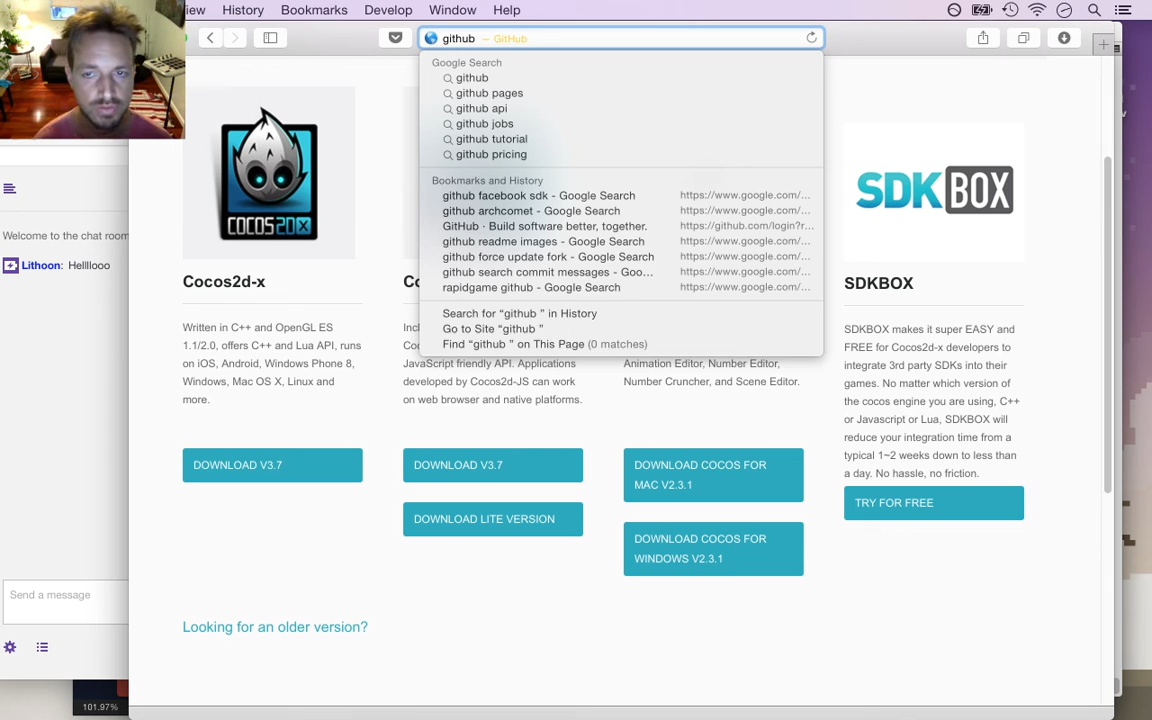 iew History Bookmarks Develop Window Help
github — GitHub
Google Search
github
github pages
github api
github jobs
github tutorial
github pricing
Bookmarks and History
github facebook sdk - Google Search https://www.google.com/...
github archcomet - Google Search https://www.google.com/...
GitHub · Build software better, together. https://github.com/login?r...
github readme images - Google Search https://www.google.com/...
github force update fork - Google Search https://www.google.com/...
github search commit messages - Goo... https://www.google.com/...
rapidgame github - Google Search https://www.google.com/...
Search for “github ” in History
Go to Site “github ”
Find “github ” on This Page (0 matches)
Welcome to the chat room
Lithoon: Hellllooo
Send a message
101.97%
COCOS2DX
Cocos2d-x
Written in C++ and OpenGL ES
1.1/2.0, offers C++ and Lua API, runs
on iOS, Android, Windows Phone 8,
Windows, Mac OS X, Linux and
more.
DOWNLOAD V3.7
Co
Incl
Coc
JavaScript friendly API. Applications
developed by Cocos2d-JS can work
on web browser and native platforms.
DOWNLOAD V3.7
DOWNLOAD LITE VERSION
Animation Editor, Number Editor,
Number Cruncher, and Scene Editor.
DOWNLOAD COCOS FOR
MAC V2.3.1
DOWNLOAD COCOS FOR
WINDOWS V2.3.1
SDKBOX
SDKBOX
SDKBOX makes it super EASY and
FREE for Cocos2d-x developers to
integrate 3rd party SDKs into their
games. No matter which version of
the cocos engine you are using, C++
or Javascript or Lua, SDKBOX will
reduce your integration time from a
typical 1~2 weeks down to less than
a day. No hassle, no friction.
TRY FOR FREE
Looking for an older version?